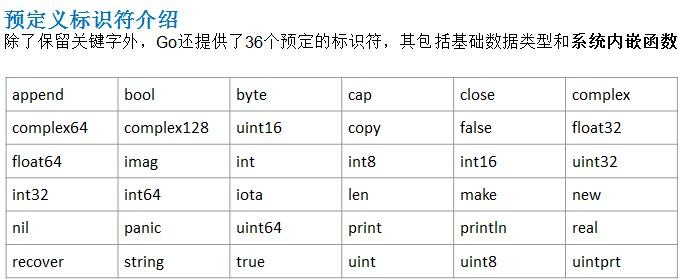 预定义标识符介绍
除了保留关键字外，Go还提供了36个预定的标识符，其包括基础数据类型和系统内嵌函数
append bool byte cap close complex
complex64 complex128 uint16 copy false float32
float64 imag int int8 int16 uint32
int32 int64 iota len make new
nil panic uint64 print println real
recover string true uint uint8 uintprt